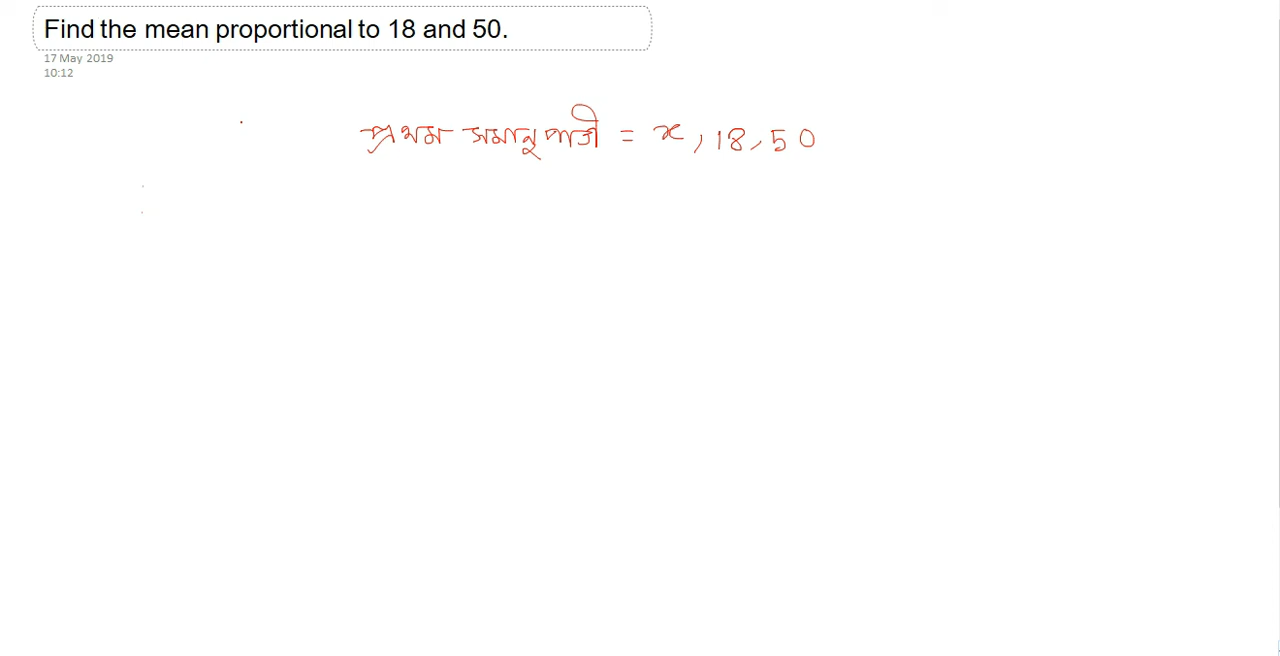 Find the mean proportional to 18 and 50.
17 May 2019
10:12
প্রথম সমানুপাতী = x, 18, 50